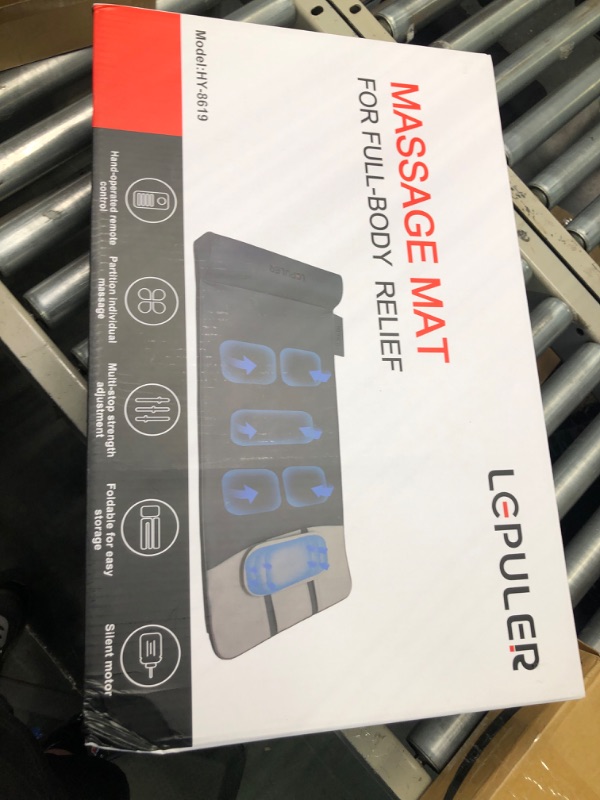 LEPULER
MASSAGE MAT
FOR FULL-BODY RELIEF
Model:HY-8619
Hand-operated remote
control
Partition individual
massage
Multi-stop strength
adjustment
Foldable for easy
storage
Silent motor